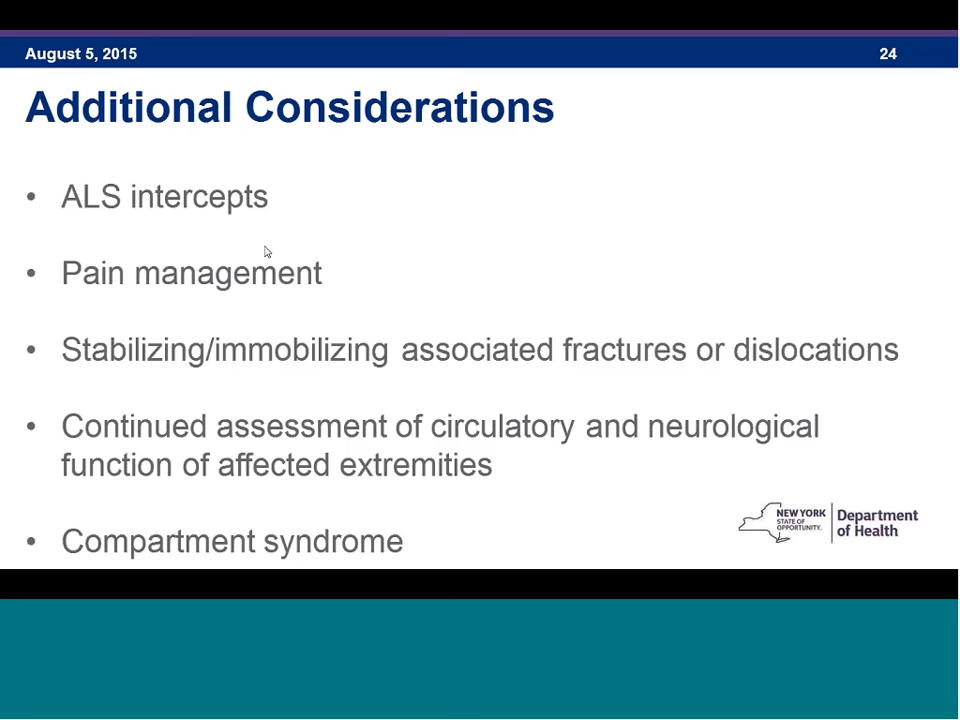 August 5, 2015
24
Additional Considerations
• ALS intercepts
• Pain management
• Stabilizing/immobilizing associated fractures or dislocations
• Continued assessment of circulatory and neurological
function of affected extremities
• Compartment syndrome
NEW YORK
STATE OF
OPPORTUNITY.
Department
of Health